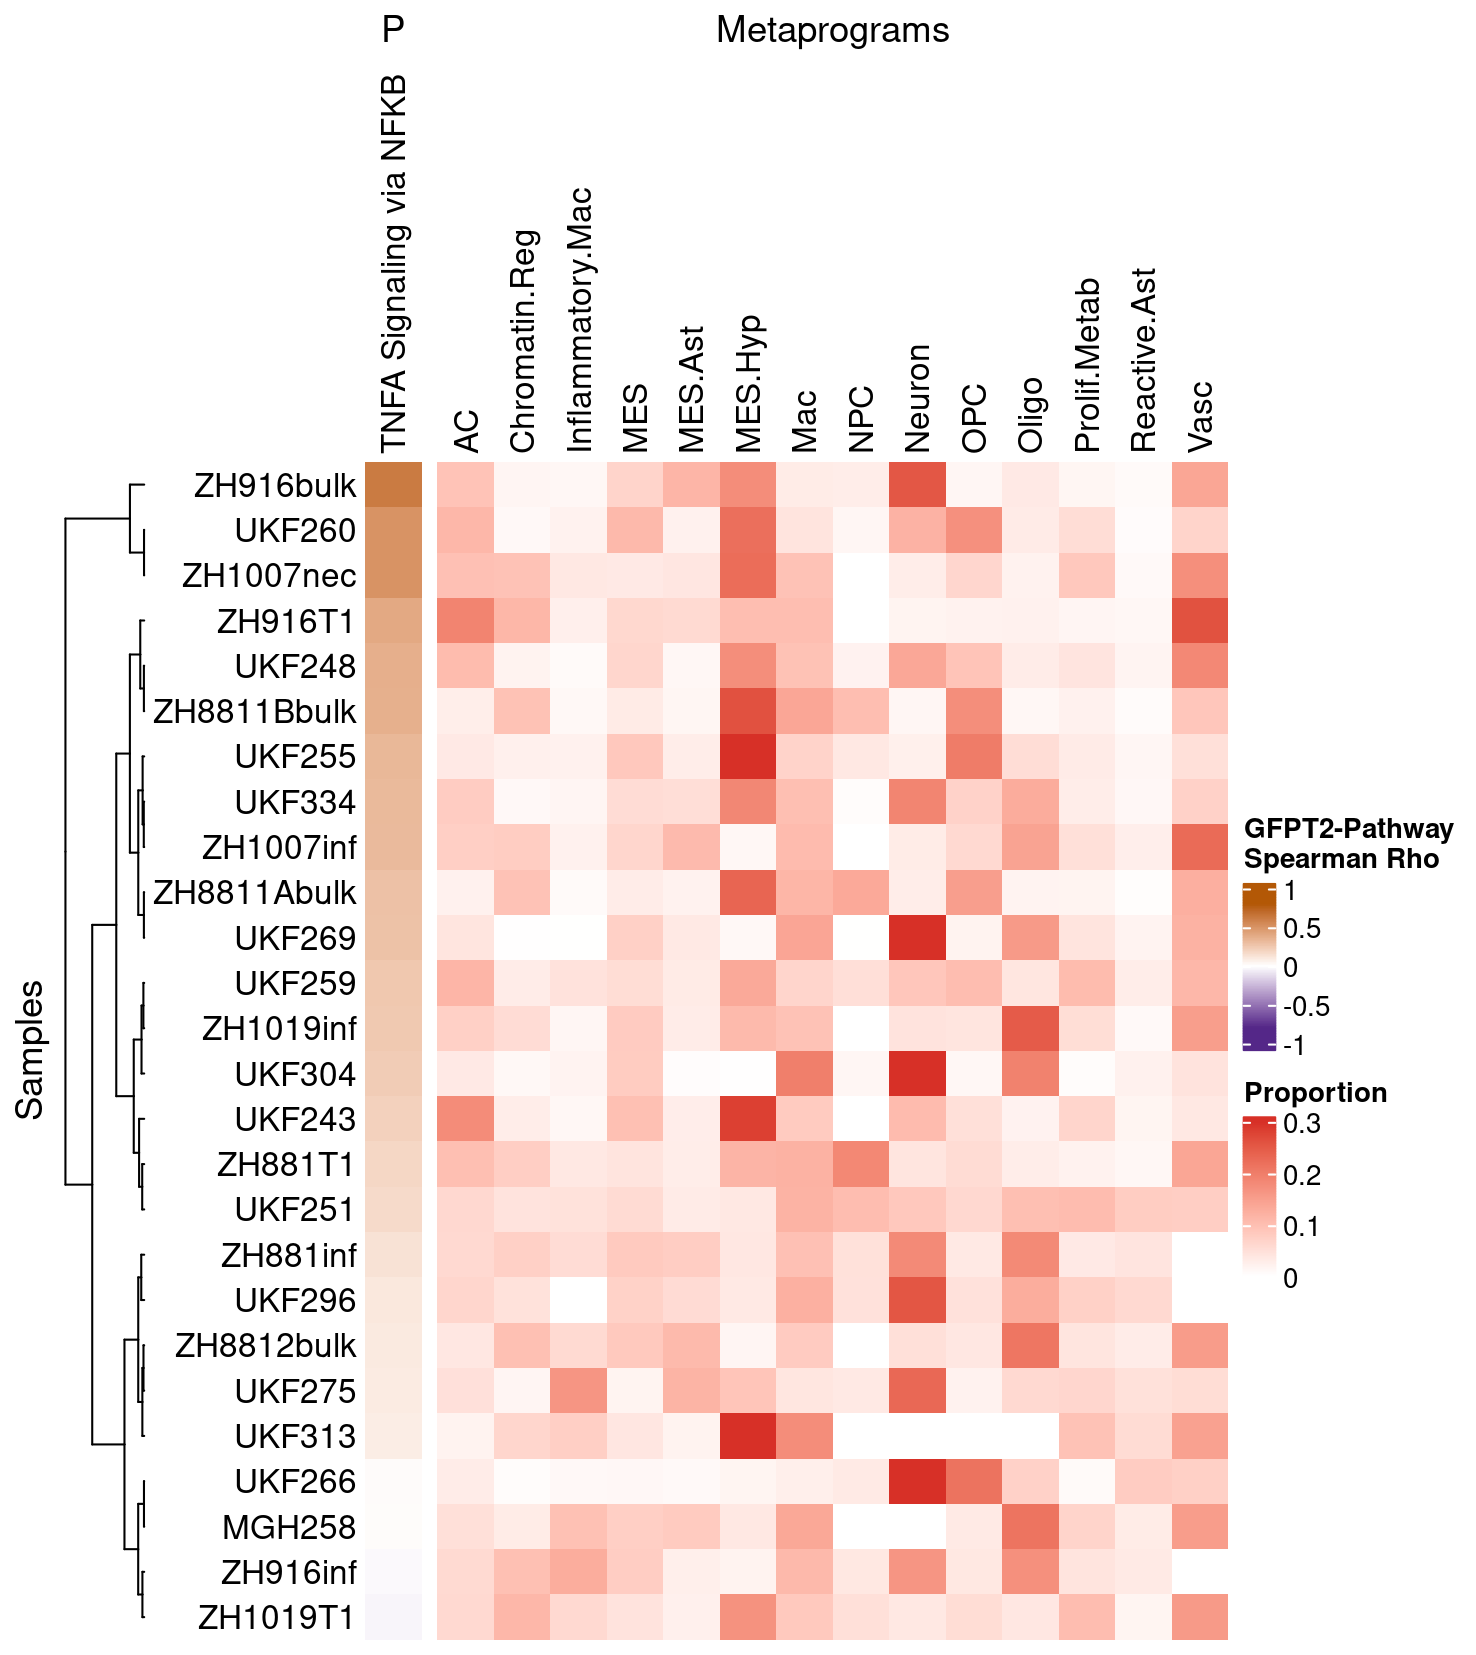 P
Metaprograms
TNFA Signaling via NFKB
AC
Chromatin.Reg
Inflammatory.Mac
MES
MES.Ast
MES.Hyp
Mac
NPC
Neuron
OPC
Oligo
Prolif.Metab
Reactive.Ast
Vasc
Samples
ZH916bulk
UKF260
ZH1007nec
ZH916T1
UKF248
ZH8811Bbulk
UKF255
UKF334
ZH1007inf
ZH8811Abulk
UKF269
UKF259
ZH1019inf
UKF304
UKF243
ZH881T1
UKF251
ZH881inf
UKF296
ZH8812bulk
UKF275
UKF313
UKF266
MGH258
ZH916inf
ZH1019T1
GFPT2-Pathway
Spearman Rho
1
0.5
0
-0.5
-1
Proportion
0.3
0.2
0.1
0